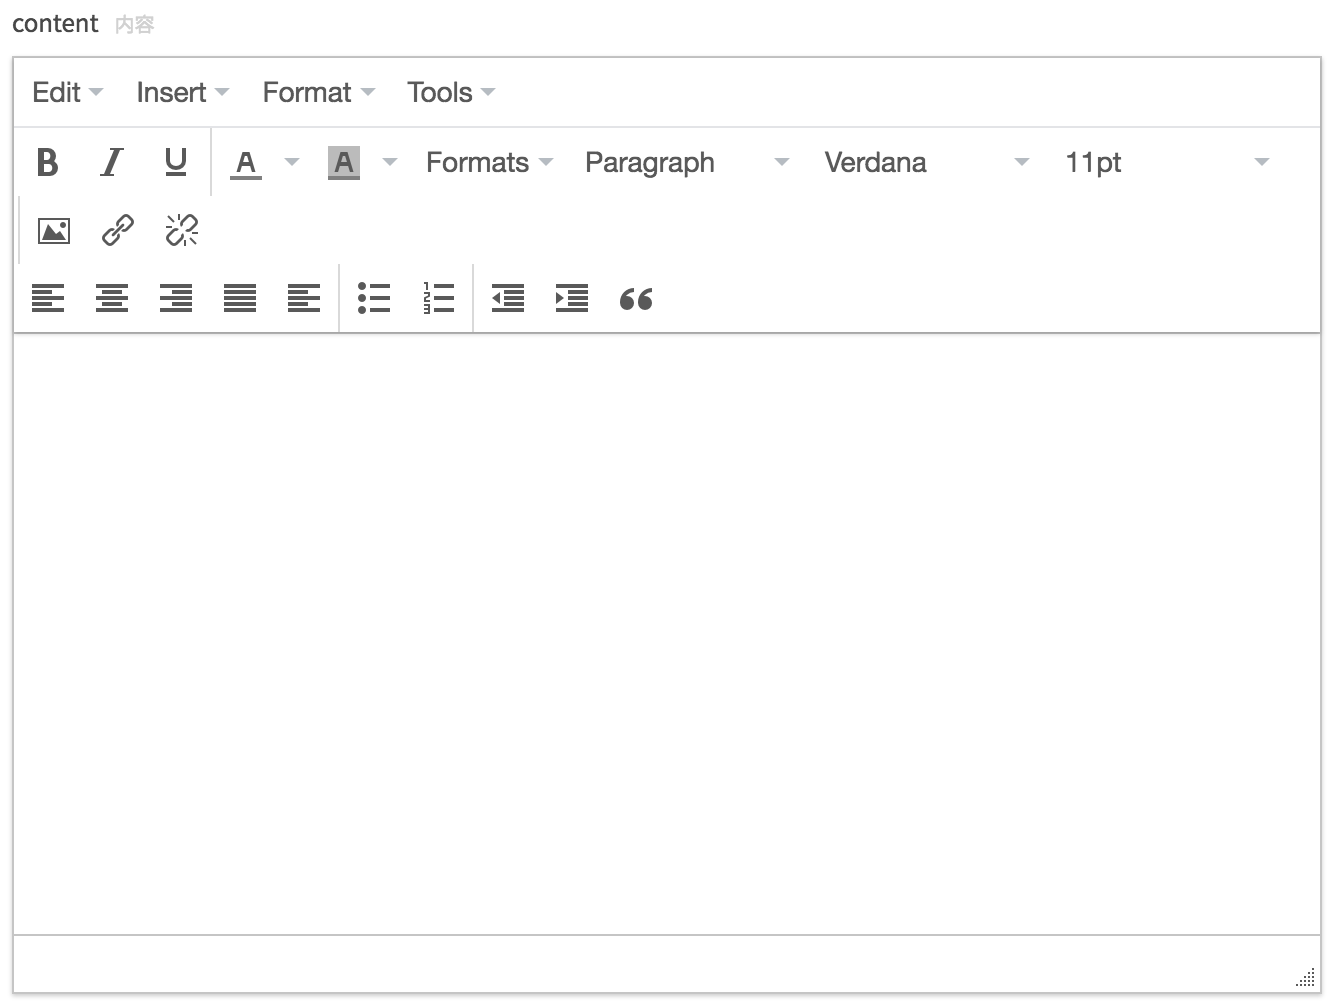 content 内容
Edit Insert Format Tools
B I U A A Formats Paragraph Verdana 11pt